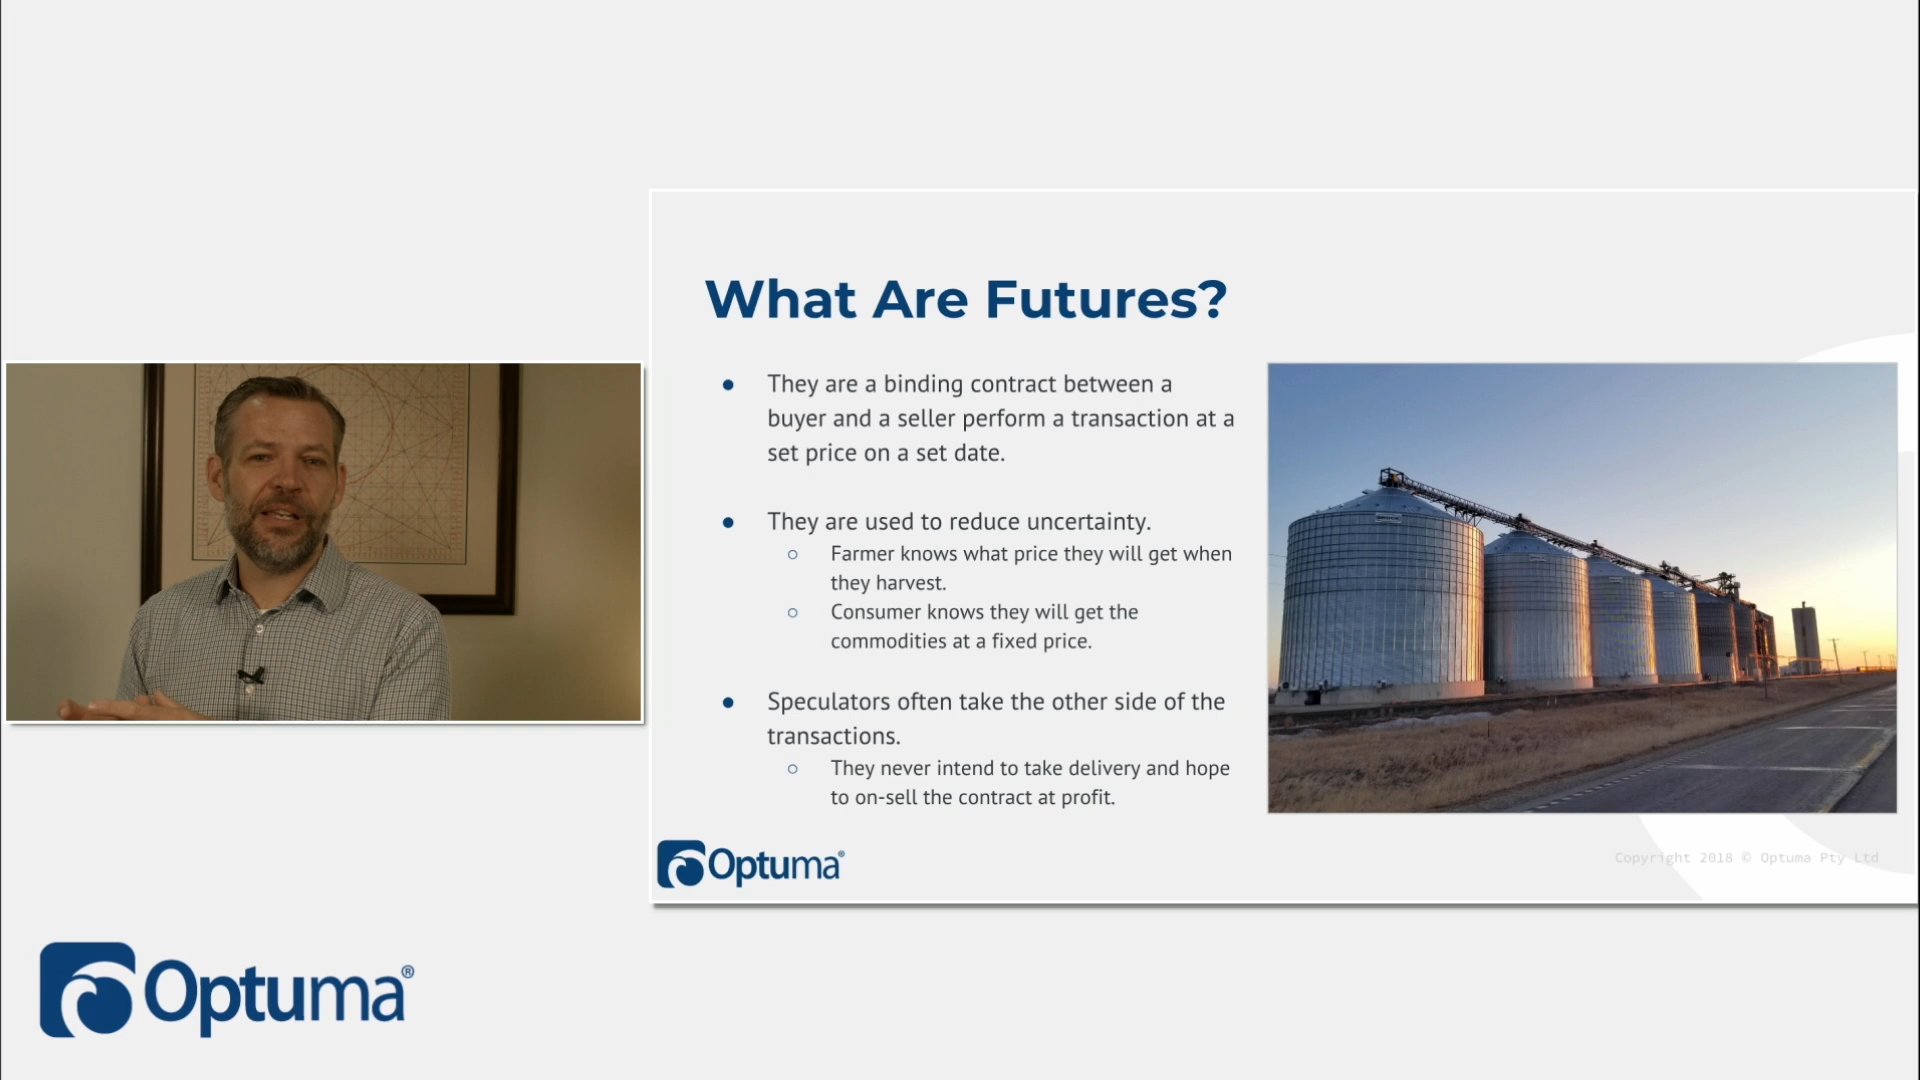 What Are Futures?
● They are a binding contract between a
buyer and a seller perform a transaction at a
set price on a set date.
● They are used to reduce uncertainty.
○ Farmer knows what price they will get when
they harvest.
○ Consumer knows they will get the
commodities at a fixed price.
● Speculators often take the other side of the
transactions.
○ They never intend to take delivery and hope
to on-sell the contract at profit.
Optuma®
Copyright 2018 © Optuma Pty Ltd
Optuma®